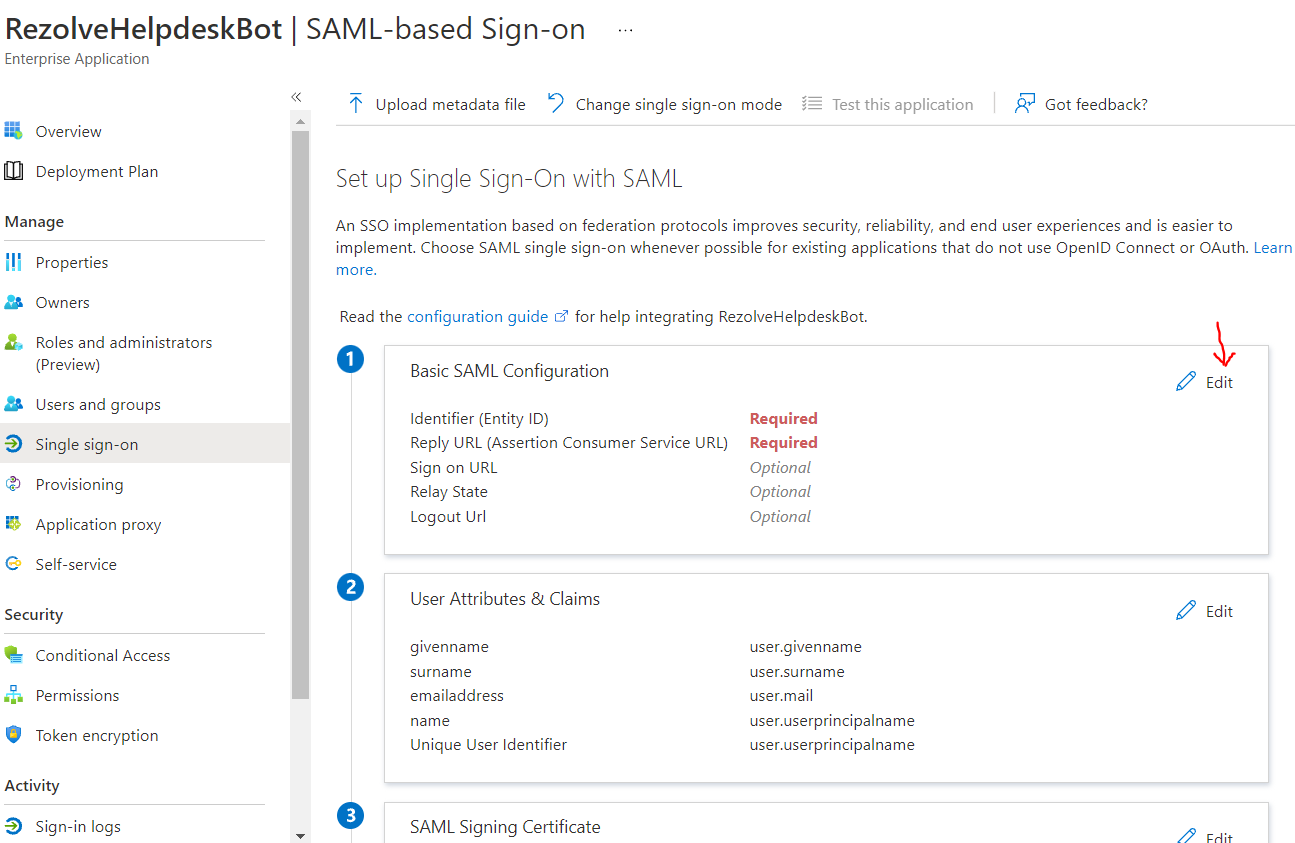 RezolveHelpdeskBot | SAML-based Sign-on ...
Enterprise Application
«
Overview
Deployment Plan
Manage
Properties
Owners
Roles and administrators
(Preview)
Users and groups
Single sign-on
Provisioning
Application proxy
Self-service
Security
Conditional Access
Permissions
Token encryption
Activity
Sign-in logs
Upload metadata file Change single sign-on mode Test this application | Got feedback?
Set up Single Sign-On with SAML
An SSO implementation based on federation protocols improves security, reliability, and end user experiences and is easier to
implement. Choose SAML single sign-on whenever possible for existing applications that do not use OpenID Connect or OAuth. Learn
more.
Read the configuration guide for help integrating RezolveHelpdeskBot.
1
Basic SAML Configuration
Edit
Identifier (Entity ID) Required
Reply URL (Assertion Consumer Service URL) Required
Sign on URL Optional
Relay State Optional
Logout Url Optional
2
User Attributes & Claims
Edit
givenname user.givenname
surname user.surname
emailaddress user.mail
name user.userprincipalname
Unique User Identifier user.userprincipalname
3
SAML Signing Certificate
Edit